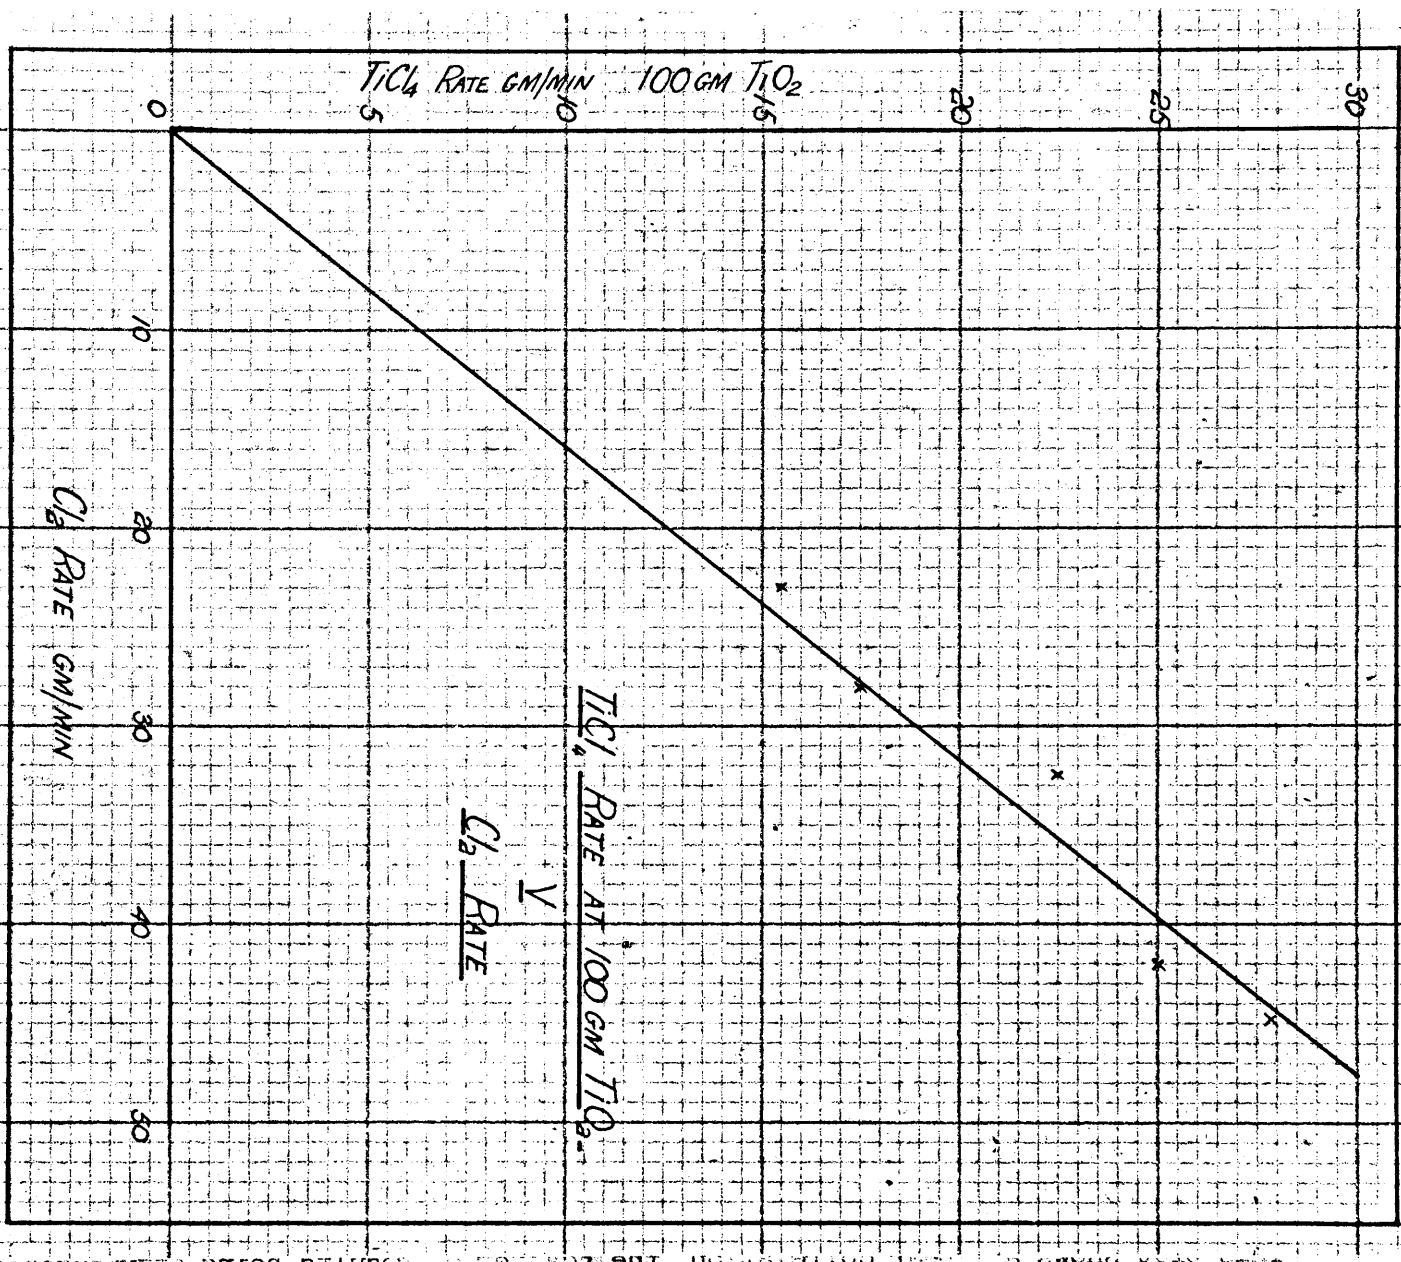 TiCl4 RATE GM/MIN 100 GM TiO2
0 5 10 15 20 25 30
10
20
30
40
50
Cl2 RATE GM/MIN
TiCl4 RATE AT 100 GM TiO2
V
Cl2 RATE